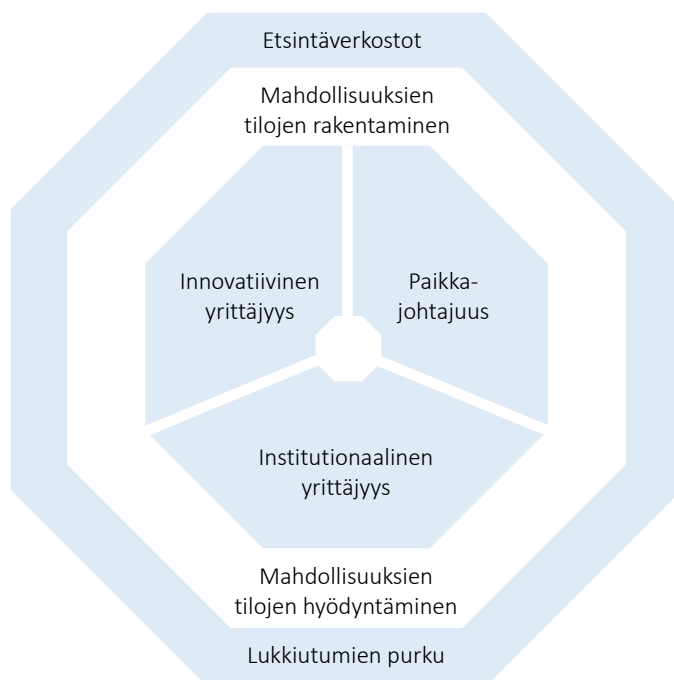 Etsintäverkostot
Mahdollisuuksien
tilojen rakentaminen
Innovatiivinen
yrittäjyys
Paikka-
johtajuus
Institutionaalinen
yrittäjyys
Mahdollisuuksien
tilojen hyödyntäminen
Lukkiutumien purku